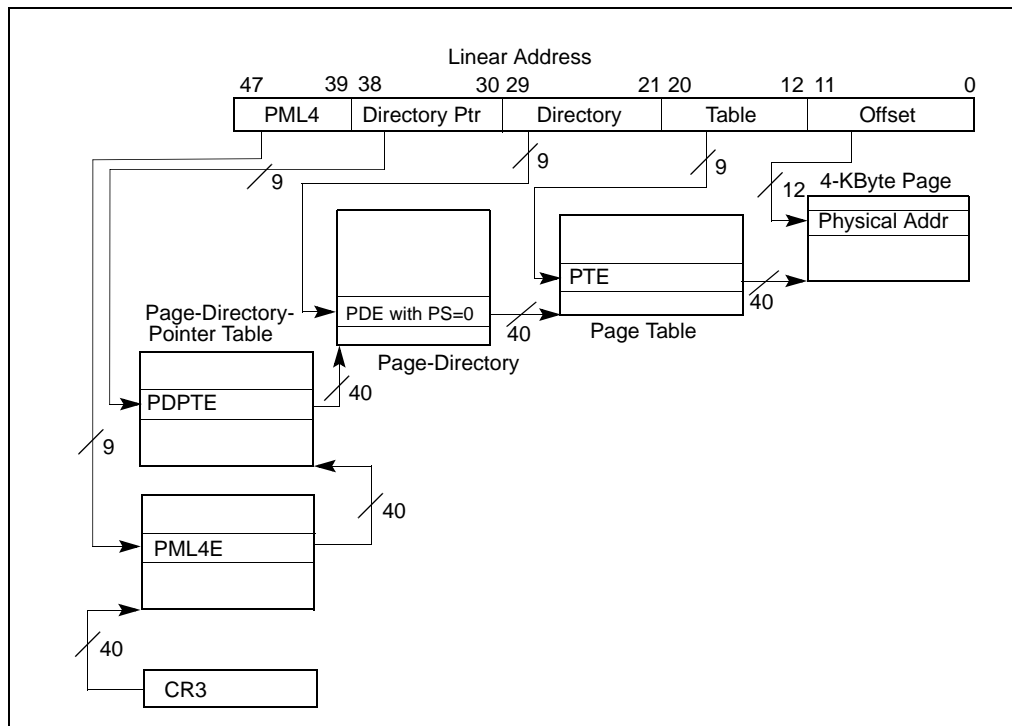 Linear Address
47 39 38 30 29 21 20 12 11 0
PML4 Directory Ptr Directory Table Offset
9
9
9
12
4-KByte Page
Physical Addr
PTE
40
PDE with PS=0
40
Page Table
Page-Directory-
Pointer Table
Page-Directory
40
PDPTE
9
40
PML4E
40
CR3